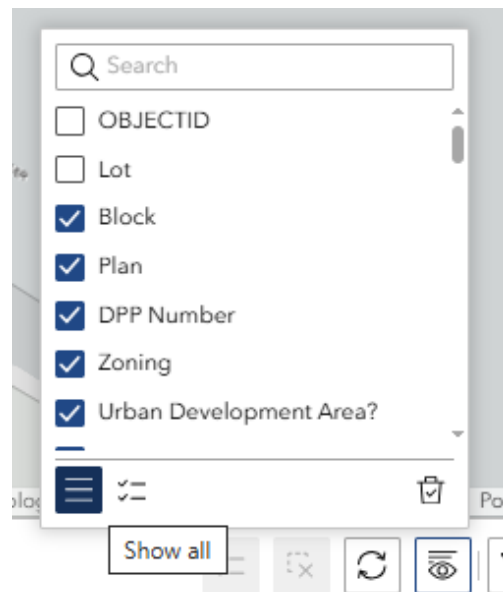 Search
OBJECTID
Lot
Block
Plan
DPP Number
Zoning
Urban Development Area?
Show all